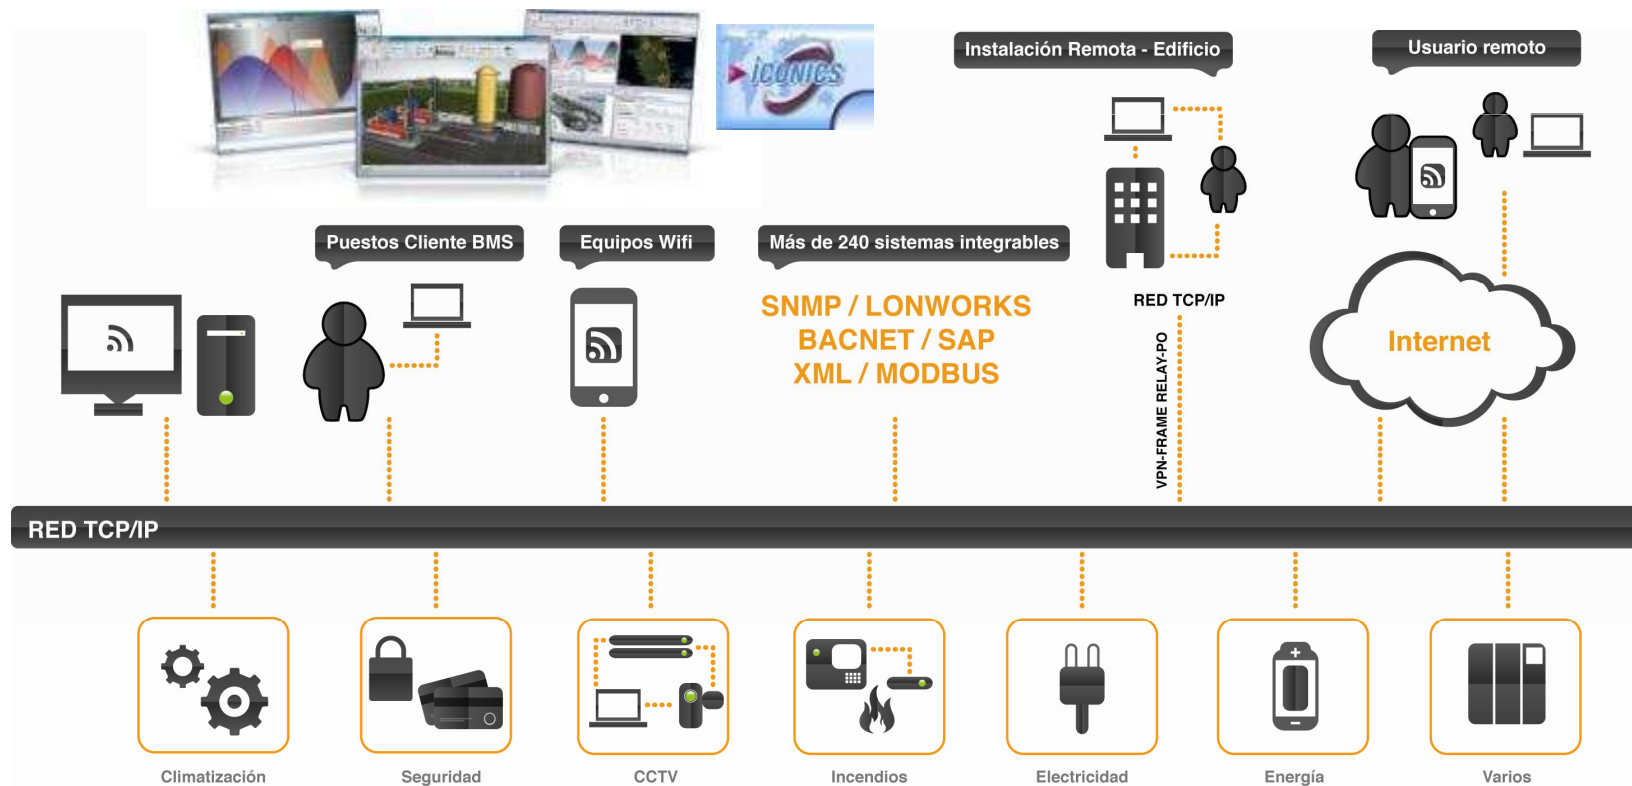 ICONICS
Instalación Remota - Edificio
Usuario remoto
Puestos Cliente BMS
Equipos Wifi
Más de 240 sistemas integrables
SNMP / LONWORKS
BACNET / SAP
XML / MODBUS
RED TCP/IP
VPN-FRAME RELAY-PO
Internet
RED TCP/IP
Climatización
Seguridad
CCTV
Incendios
Electricidad
Energía
Varios